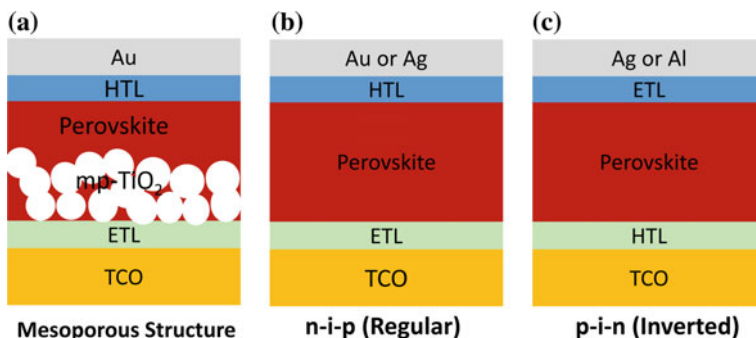 (a)
Au
HTL
Perovskite
mp-TiO₂
ETL
TCO
Mesoporous Structure
(b)
Au or Ag
HTL
Perovskite
ETL
TCO
n-i-p (Regular)
(c)
Ag or Al
ETL
Perovskite
HTL
TCO
p-i-n (Inverted)